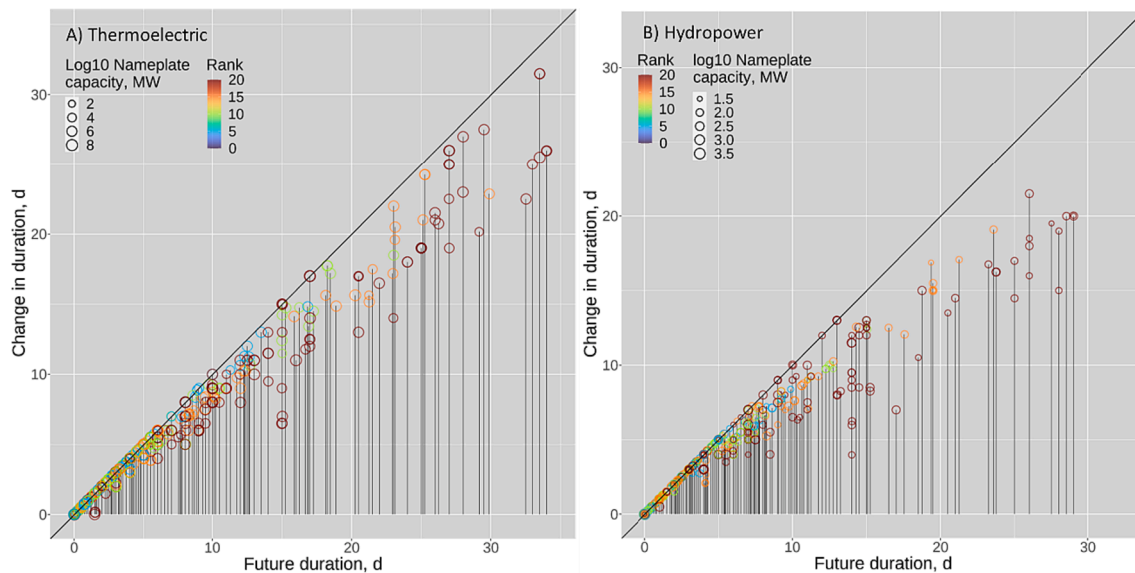 A) Thermoelectric
Log10 Nameplate
capacity, MW
2
4
6
8
Rank
20
15
10
5
0
30
20
10
0
Change in duration, d
0
10
20
30
Future duration, d
B) Hydropower
Rank
20
15
10
5
0
log10 Nameplate
capacity, MW
1.5
2.0
2.5
3.0
3.5
30
20
10
0
Change in duration, d
0
10
20
30
Future duration, d